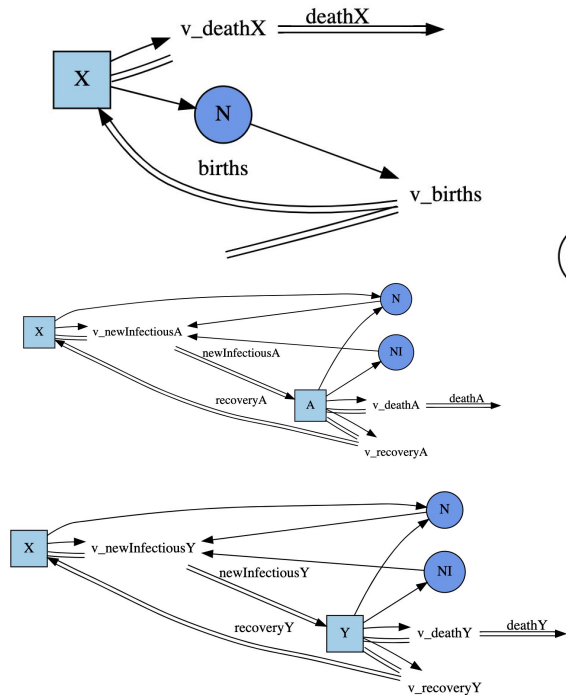 v_deathX
deathX
X
N
births
v_births
N
X
v_newInfectiousA
newInfectiousA
NI
recoveryA
A
v_deathA
deathA
v_recoveryA
N
X
v_newInfectiousY
newInfectiousY
NI
recoveryY
Y
v_deathY
deathY
v_recoveryY